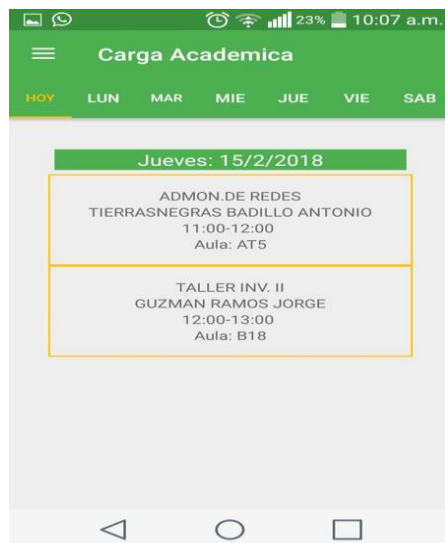 23% 10:07 a.m.
Carga Academica
HOY LUN MAR MIE JUE VIE SAB
Jueves: 15/2/2018
ADMON.DE REDES
TIERRASNEGRAS BADILLO ANTONIO
11:00-12:00
Aula: AT5
TALLER INV. II
GUZMAN RAMOS JORGE
12:00-13:00
Aula: B18